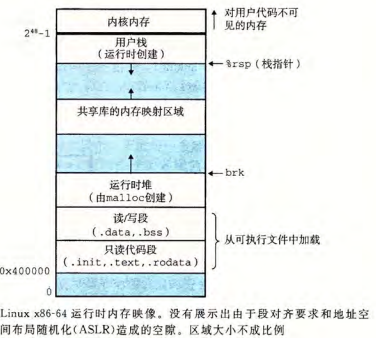 内核内存
对用户代码不可
见的内存
2⁴⁸-1
用户栈
（运行时创建）
%rsp（栈指针）
共享库的内存映射区域
brk
运行时堆
（由malloc创建）
读/写段
（.data,.bss）
只读代码段
（.init,.text,.rodata）
从可执行文件中加载
0x400000
0
Linux x86-64 运行时内存映像。没有展示出由于段对齐要求和地址空
间布局随机化(ASLR)造成的空隙。区域大小不成比例